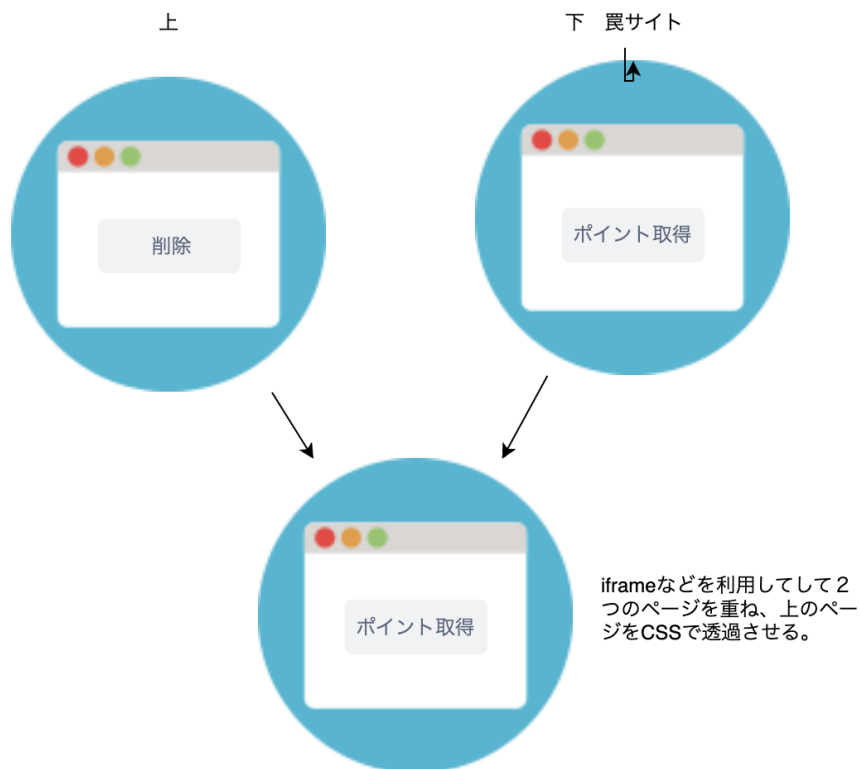 上
下　罠サイト
削除
ポイント取得
ポイント取得
iframeなどを利用してして２
つのページを重ね、上のペー
ジをCSSで透過させる。